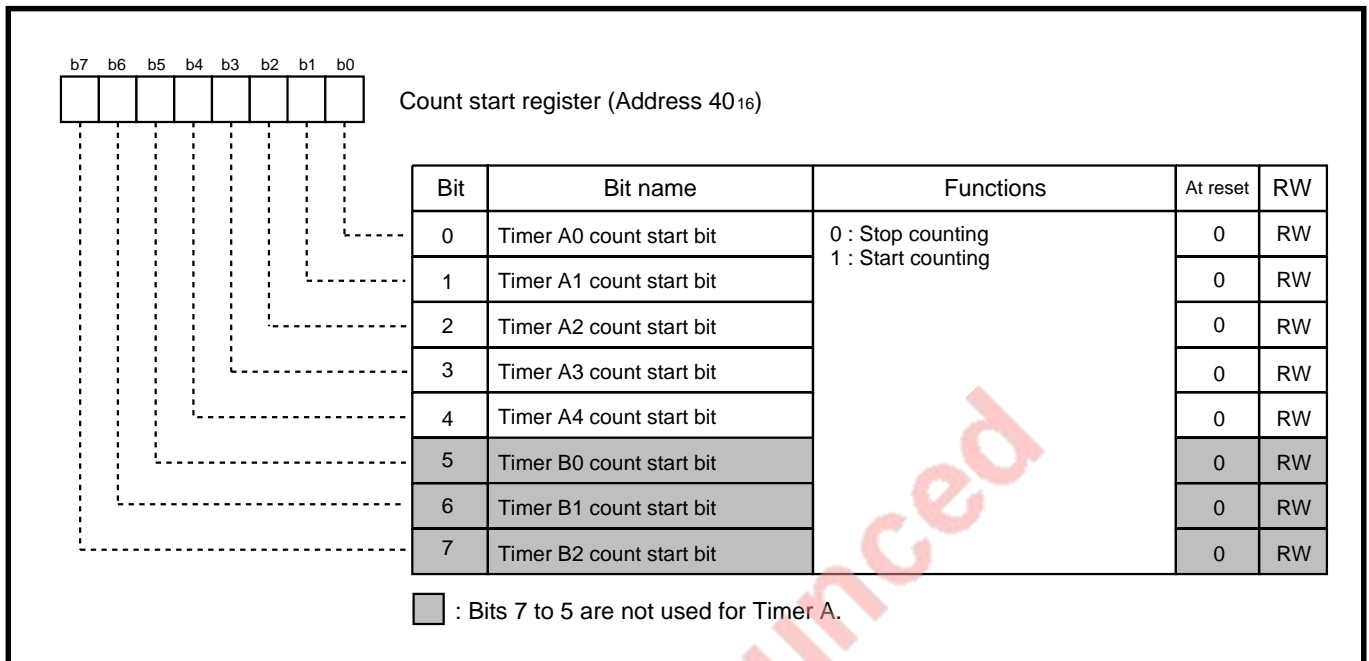 b7 b6 b5 b4 b3 b2 b1 b0
Count start register (Address 4016)
Bit Bit name Functions At reset RW
0 Timer A0 count start bit 0 : Stop counting 0 RW
1 : Start counting
1 Timer A1 count start bit 0 RW
2 Timer A2 count start bit 0 RW
3 Timer A3 count start bit 0 RW
4 Timer A4 count start bit 0 RW
5 Timer B0 count start bit 0 RW
6 Timer B1 count start bit 0 RW
7 Timer B2 count start bit 0 RW
: Bits 7 to 5 are not used for Timer A.